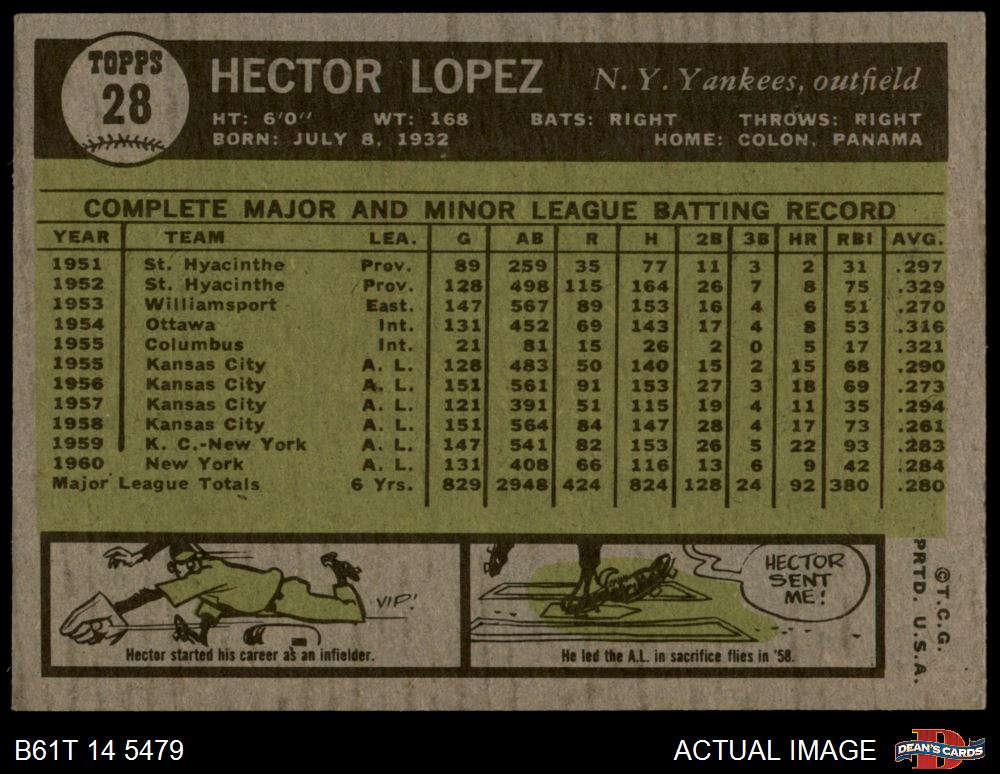 TOPPS
28
HECTOR LOPEZ N. Y. Yankees, outfield
HT: 6'0" WT: 168 BATS: RIGHT THROWS: RIGHT
BORN: JULY 8, 1932 HOME: COLON, PANAMA
COMPLETE MAJOR AND MINOR LEAGUE BATTING RECORD
YEAR TEAM LEA. G AB R H 2B 3B HR RBI AVG.
1951 St. Hyacinthe Prov. 89 259 35 77 11 3 2 31 .297
1952 St. Hyacinthe Prov. 128 498 115 164 26 7 8 75 .329
1953 Williamsport East. 147 567 89 153 16 4 6 51 .270
1954 Ottawa Int. 131 452 69 143 17 4 8 53 .316
1955 Columbus Int. 21 81 15 26 2 0 5 17 .321
1955 Kansas City A. L. 128 483 50 140 15 2 15 68 .290
1956 Kansas City A. L. 151 561 91 153 27 3 18 69 .273
1957 Kansas City A. L. 121 391 51 115 19 4 11 35 .294
1958 Kansas City A. L. 151 564 84 147 28 4 17 73 .261
1959 K. C.-New York A. L. 147 541 82 153 26 5 22 93 .283
1960 New York A. L. 131 408 66 116 13 6 9 42 .284
Major League Totals 6 Yrs. 829 2948 424 824 128 24 92 380 .280
VIP!
Hector started his career as an infielder.
HECTOR
SENT
ME!
He led the A.L. in sacrifice flies in '58.
©T.C.G.
PRTD. U.S.A.
B61T 14 5479 ACTUAL IMAGE
DEAN'S CARDS